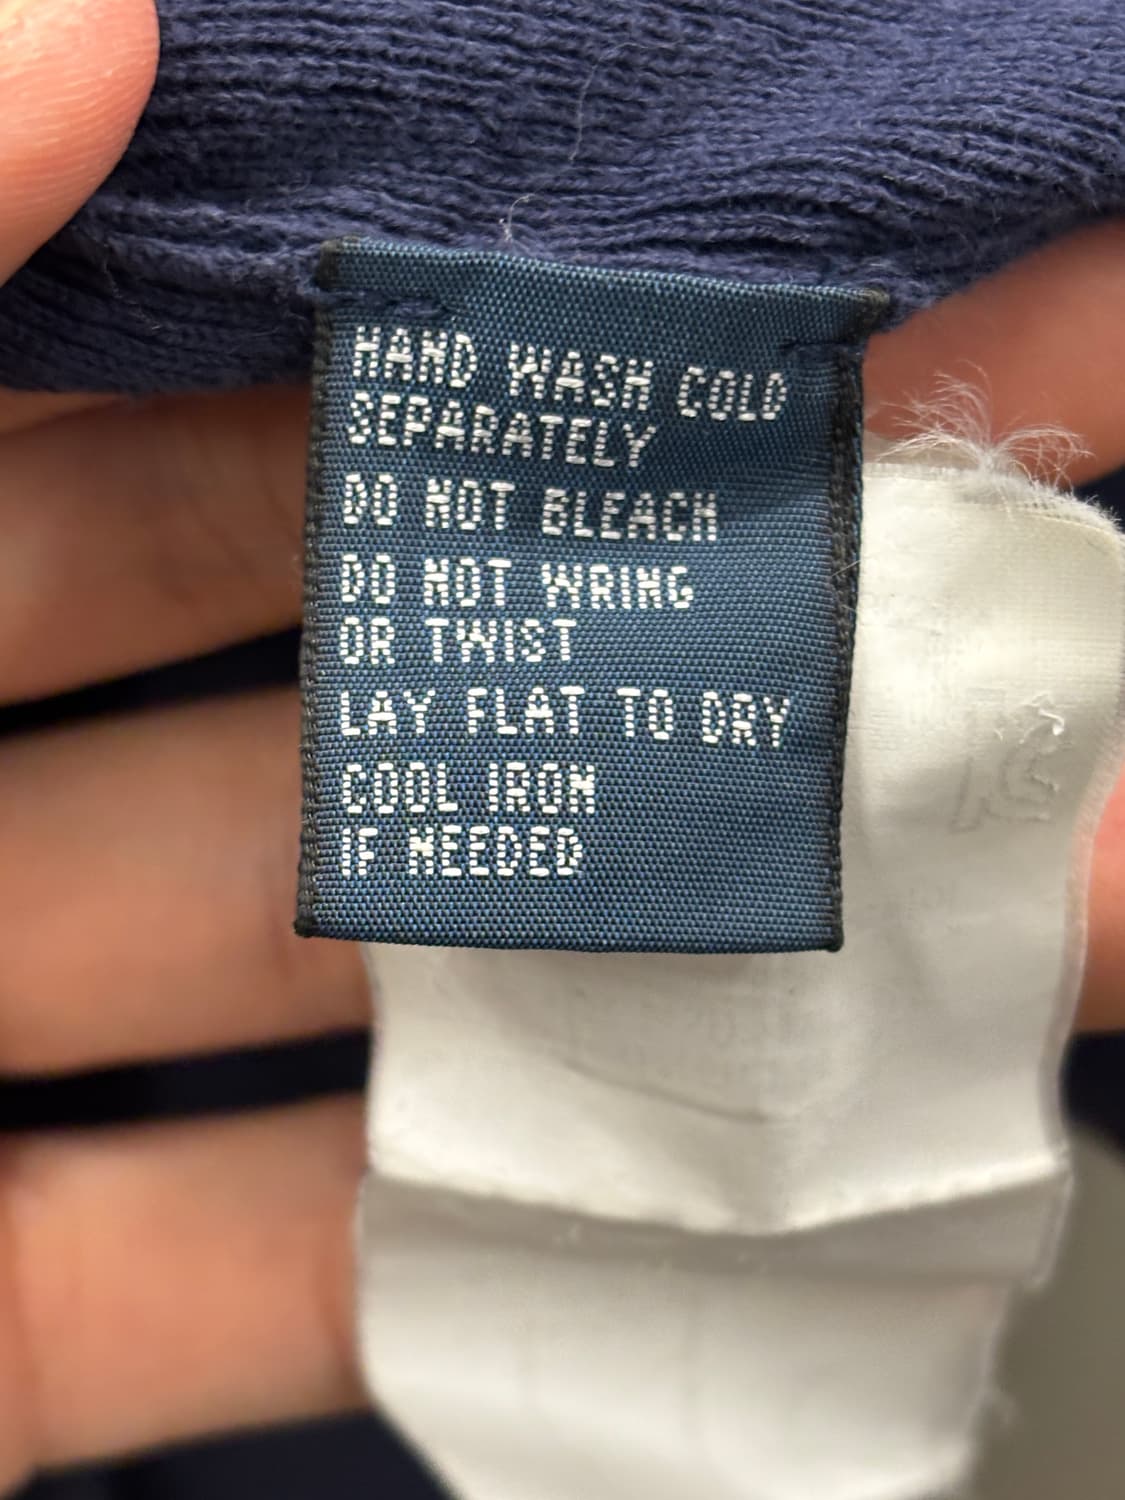 HAND WASH COLD
SEPARATELY
DO NOT BLEACH
DO NOT WRING
OR TWIST
LAY FLAT TO DRY
COOL IRON
IF NEEDED